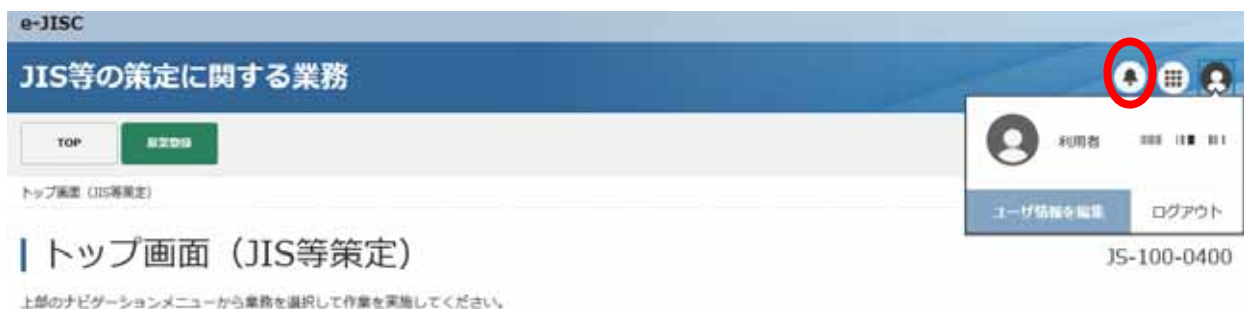 e-JISC
JIS等の策定に関する業務
TOP
原案登録
利用者
トップ画面（JIS等策定）
ユーザ情報を編集 ログアウト
トップ画面（JIS等策定）
JS-100-0400
上部のナビゲーションメニューから業務を選択して作業を実施してください。